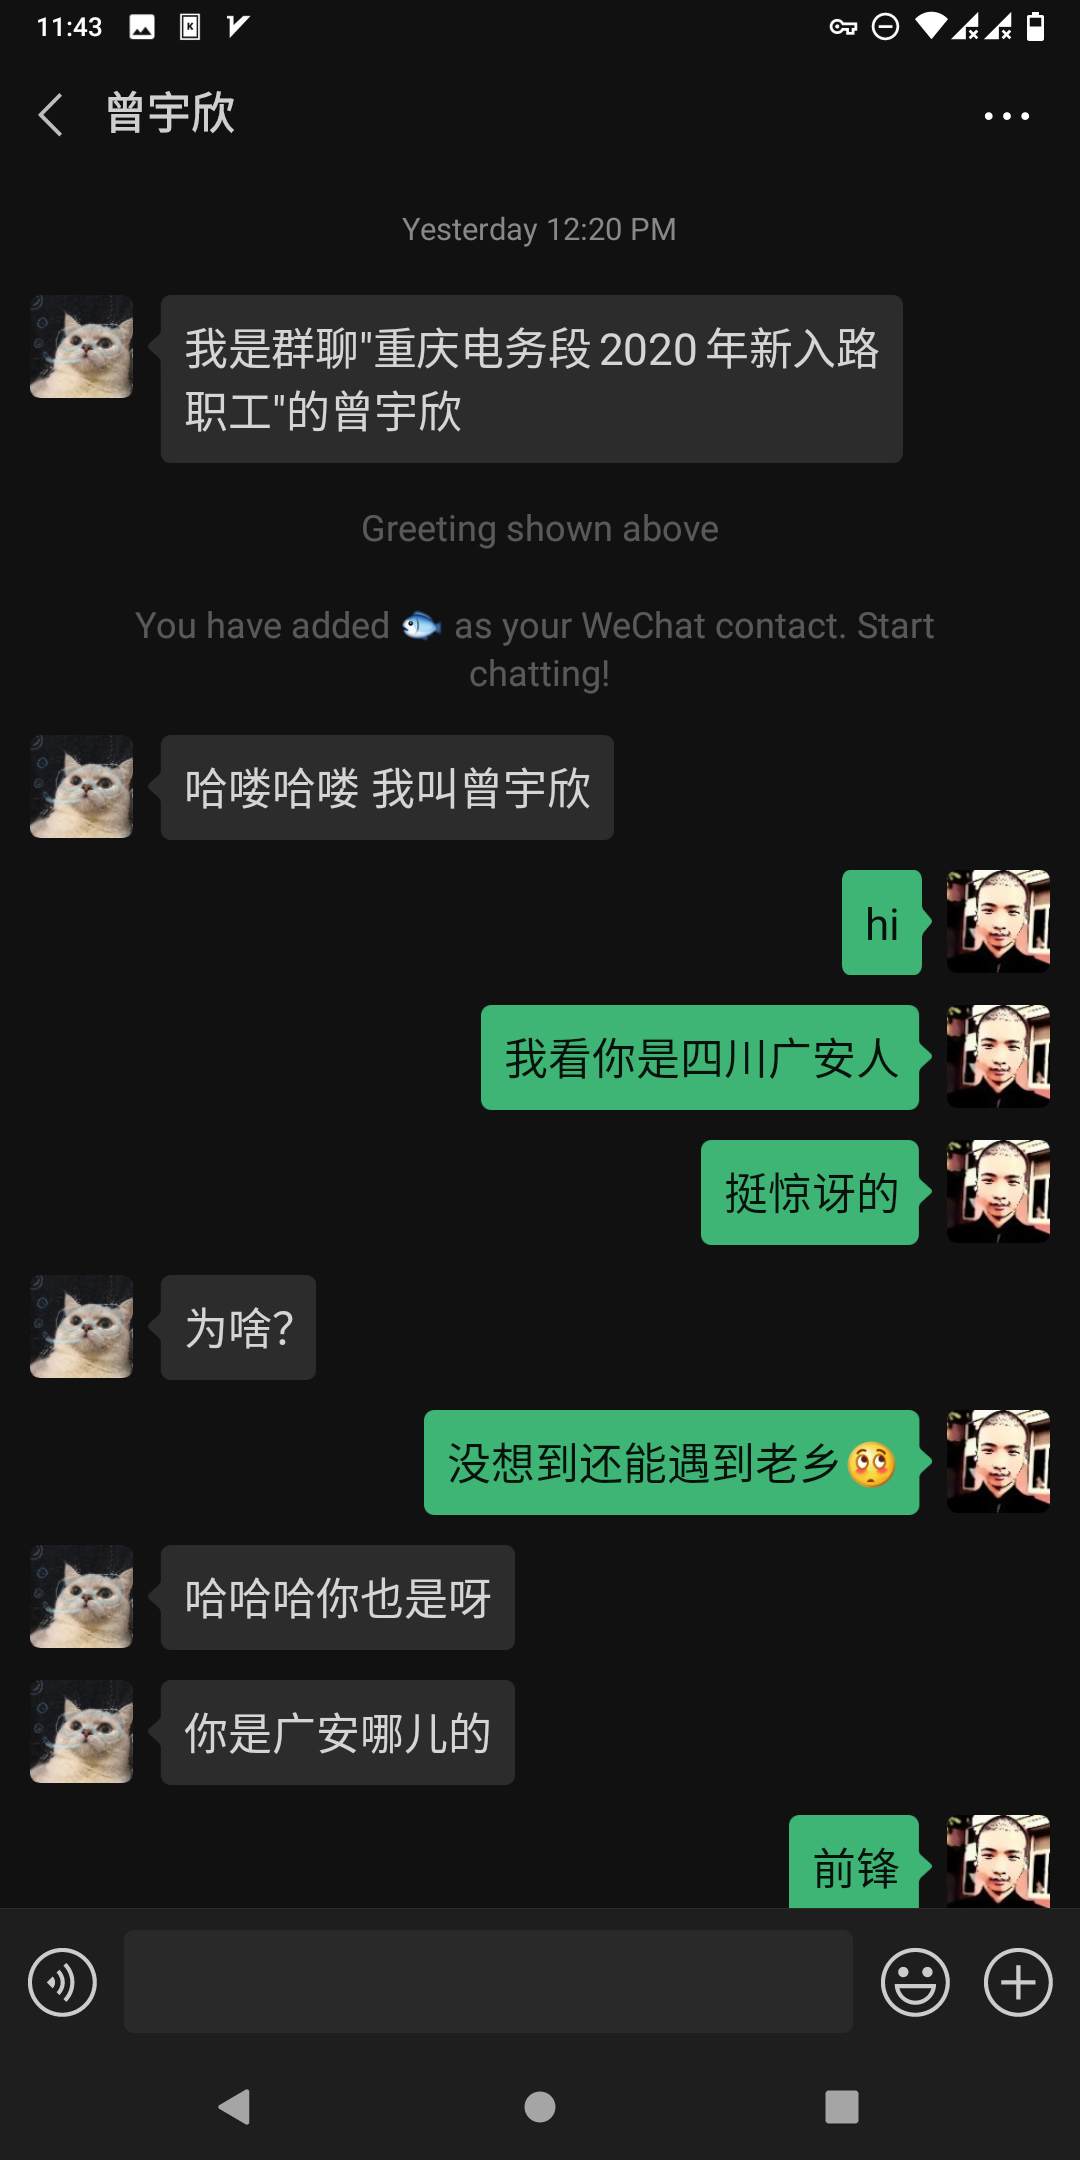 11:43
曾宇欣
Yesterday 12:20 PM
我是群聊"重庆电务段2020年新入路
职工"的曾宇欣
Greeting shown above
You have added 🐟 as your WeChat contact. Start
chatting!
哈喽哈喽 我叫曾宇欣
hi
我看你是四川广安人
挺惊讶的
为啥?
没想到还能遇到老乡🥺
哈哈哈你也是呀
你是广安哪儿的
前锋